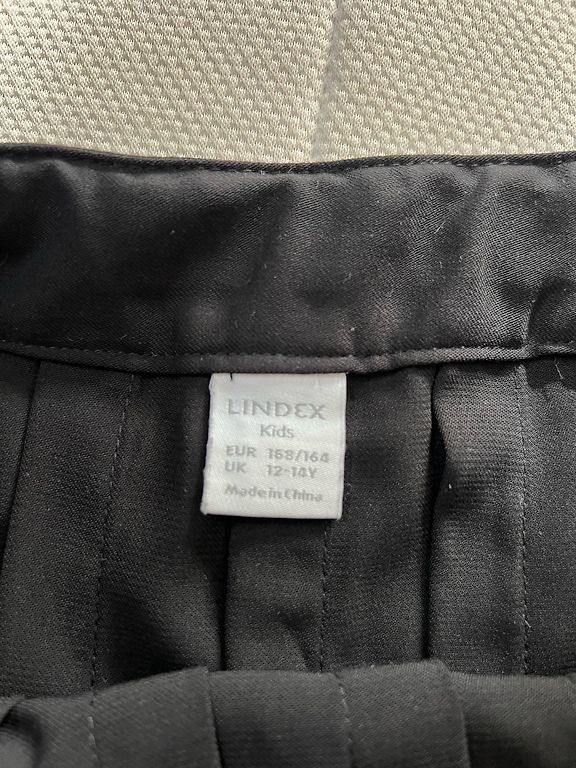 LINDEX
Kids
EUR 158/164
UK 12-14Y
Made in China